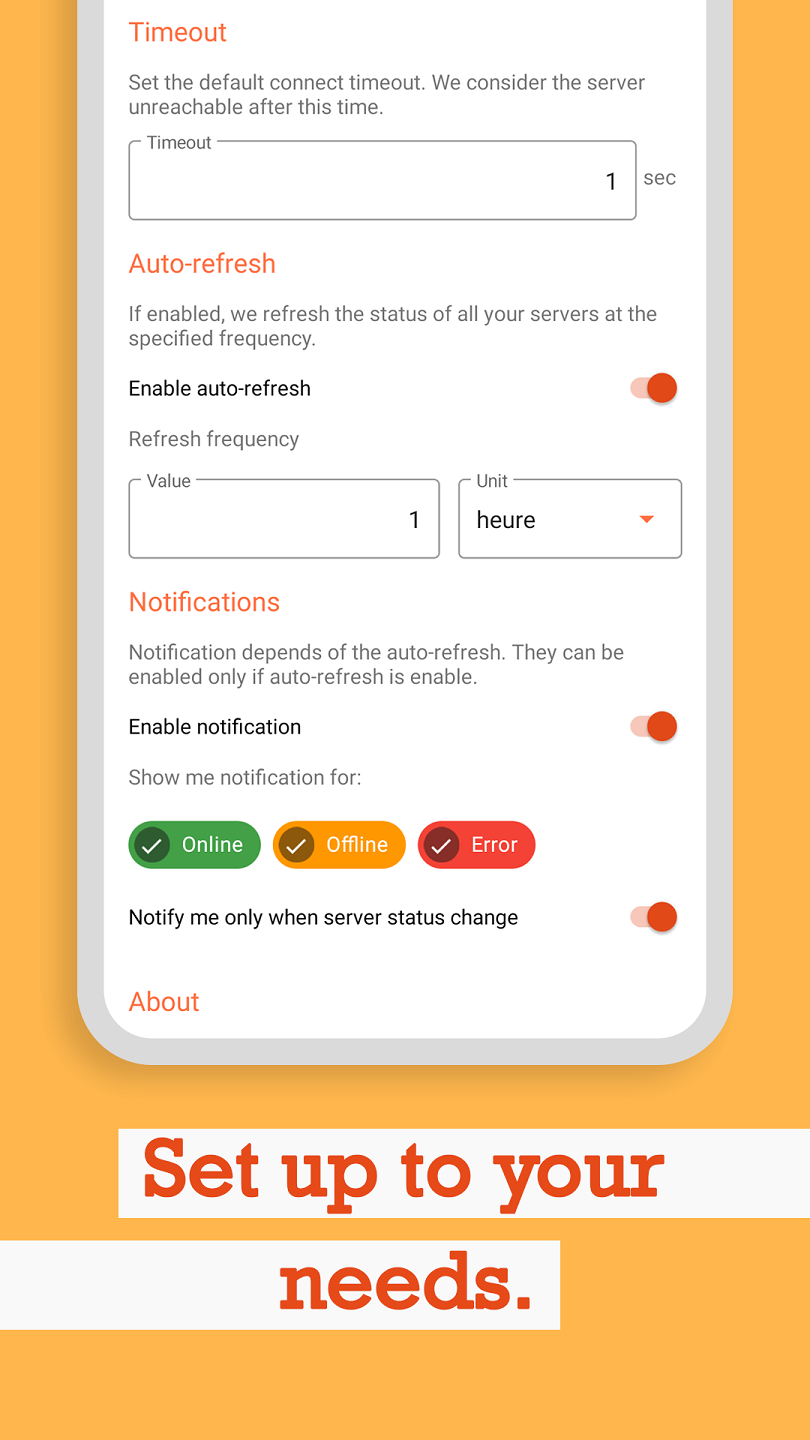 Timeout
Set the default connect timeout. We consider the server
unreachable after this time.
Timeout
1 sec
Auto-refresh
If enabled, we refresh the status of all your servers at the
specified frequency.
Enable auto-refresh
Refresh frequency
Value Unit
1 heure
Notifications
Notification depends of the auto-refresh. They can be
enabled only if auto-refresh is enable.
Enable notification
Show me notification for:
Online Offline Error
Notify me only when server status change
About
Set up to your
needs.